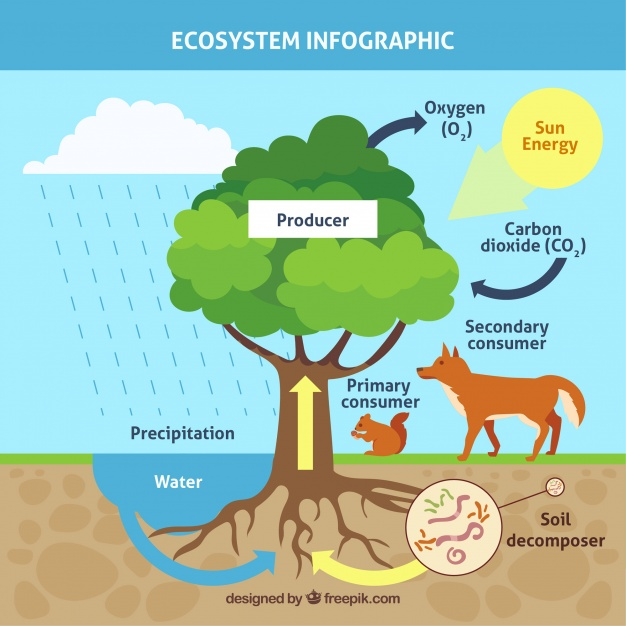 ECOSYSTEM INFOGRAPHIC
Oxygen
(O₂)
Sun
Energy
Producer
Carbon
dioxide (CO₂)
Secondary
consumer
Primary
consumer
Precipitation
Water
Soil
decomposer
designed by freepik.com